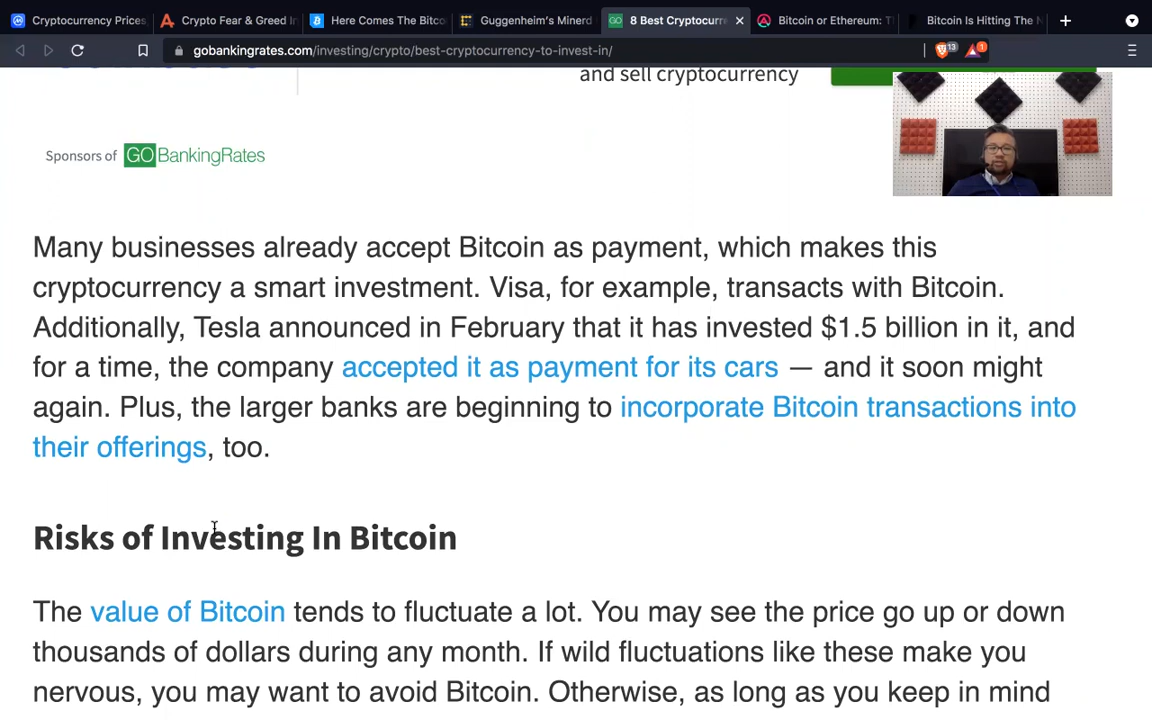 Cryptocurrency Prices,
Crypto Fear & Greed In
Here Comes The Bitco
Guggenheim's Minerd
8 Best Cryptocurre
Bitcoin or Ethereum: T
Bitcoin Is Hitting The N
gobankingrates.com/investing/crypto/best-cryptocurrency-to-invest-in/
13
1
and sell cryptocurrency
Sponsors of GOBankingRates
Many businesses already accept Bitcoin as payment, which makes this
cryptocurrency a smart investment. Visa, for example, transacts with Bitcoin.
Additionally, Tesla announced in February that it has invested $1.5 billion in it, and
for a time, the company accepted it as payment for its cars — and it soon might
again. Plus, the larger banks are beginning to incorporate Bitcoin transactions into
their offerings, too.
Risks of Investing In Bitcoin
The value of Bitcoin tends to fluctuate a lot. You may see the price go up or down
thousands of dollars during any month. If wild fluctuations like these make you
nervous, you may want to avoid Bitcoin. Otherwise, as long as you keep in mind